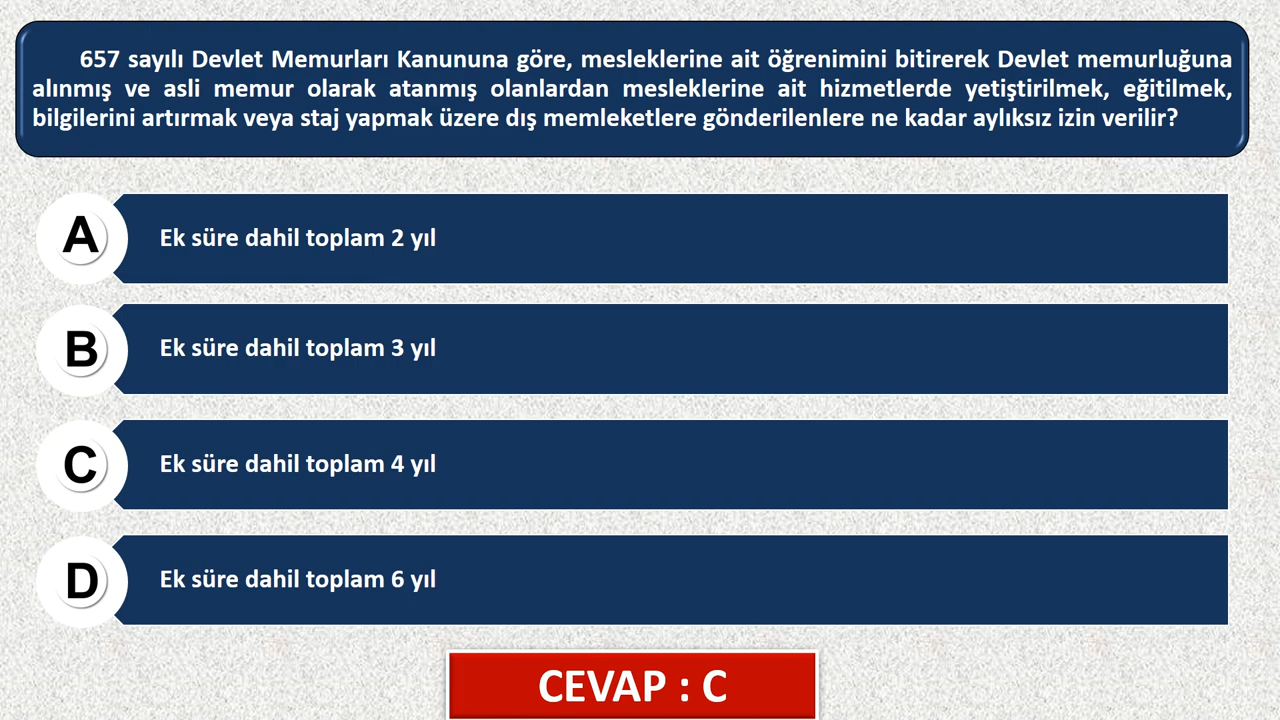 657 sayılı Devlet Memurları Kanununa göre, mesleklerine ait öğrenimini bitirerek Devlet memurluğuna
alınmış ve asli memur olarak atanmış olanlardan mesleklerine ait hizmetlerde yetiştirilmek, eğitilmek,
bilgilerini artırmak veya staj yapmak üzere dış memleketlere gönderilenlere ne kadar aylıksız izin verilir?
A Ek süre dahil toplam 2 yıl
B Ek süre dahil toplam 3 yıl
C Ek süre dahil toplam 4 yıl
D Ek süre dahil toplam 6 yıl
CEVAP : C